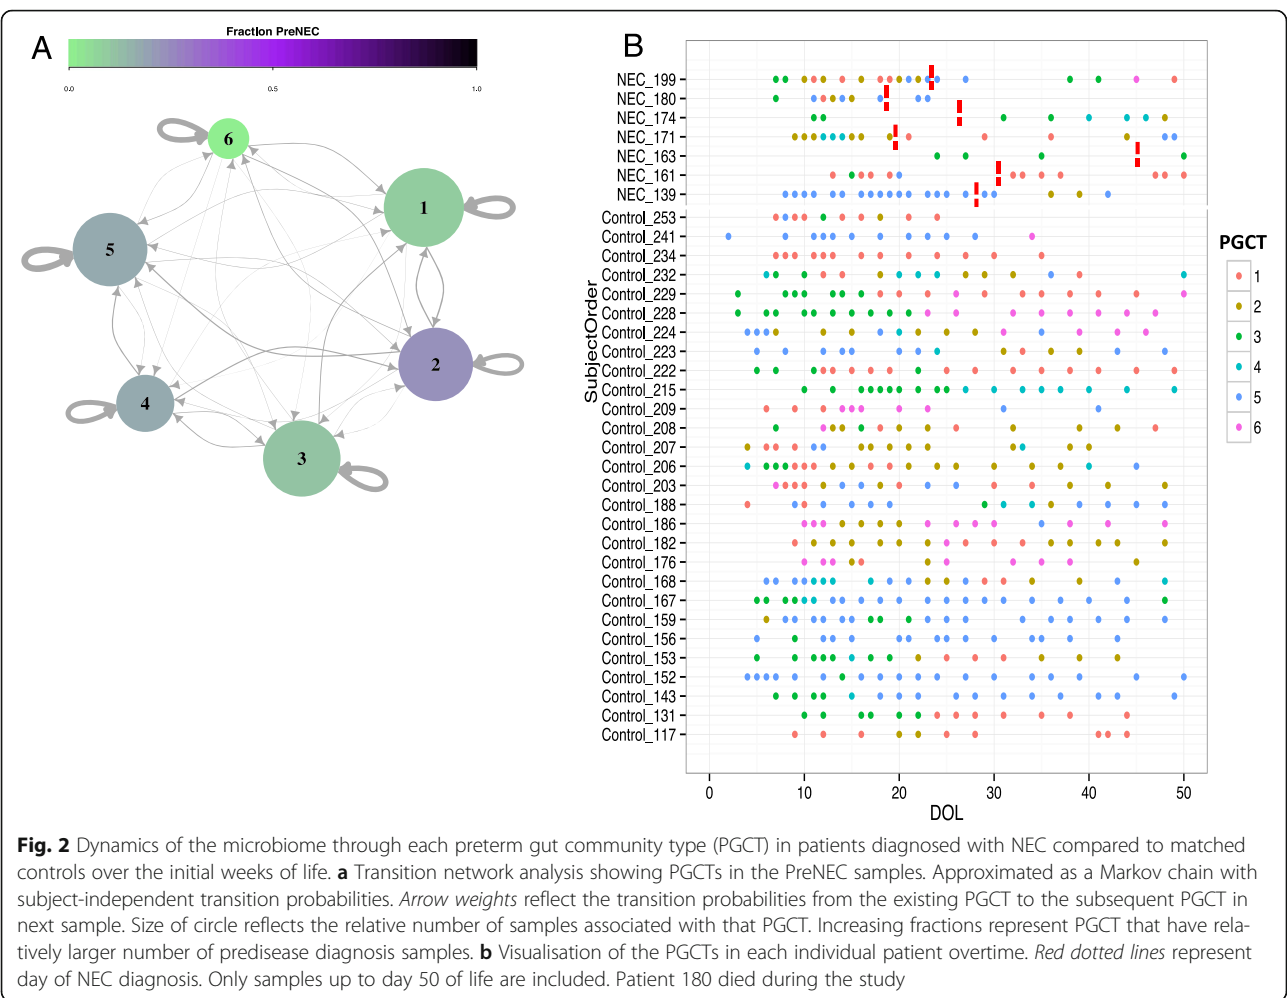 A
Fraction PreNEC
0.0
0.5
1.0
6
1
5
2
4
3
B
NEC_199
NEC_180
NEC_174
NEC_171
NEC_163
NEC_161
NEC_139
Control_253
Control_241
Control_234
Control_232
Control_229
Control_228
Control_224
Control_223
Control_222
Control_215
Control_209
Control_208
Control_207
Control_206
Control_203
Control_188
Control_186
Control_182
Control_176
Control_168
Control_167
Control_159
Control_156
Control_153
Control_152
Control_143
Control_131
Control_117
SubjectOrder
0
10
20
30
40
50
DOL
PGCT
1
2
3
4
5
6
Fig. 2 Dynamics of the microbiome through each preterm gut community type (PGCT) in patients diagnosed with NEC compared to matched
controls over the initial weeks of life. a Transition network analysis showing PGCTs in the PreNEC samples. Approximated as a Markov chain with
subject-independent transition probabilities. Arrow weights reflect the transition probabilities from the existing PGCT to the subsequent PGCT in
next sample. Size of circle reflects the relative number of samples associated with that PGCT. Increasing fractions represent PGCT that have rela-
tively larger number of predisease diagnosis samples. b Visualisation of the PGCTs in each individual patient overtime. Red dotted lines represent
day of NEC diagnosis. Only samples up to day 50 of life are included. Patient 180 died during the study